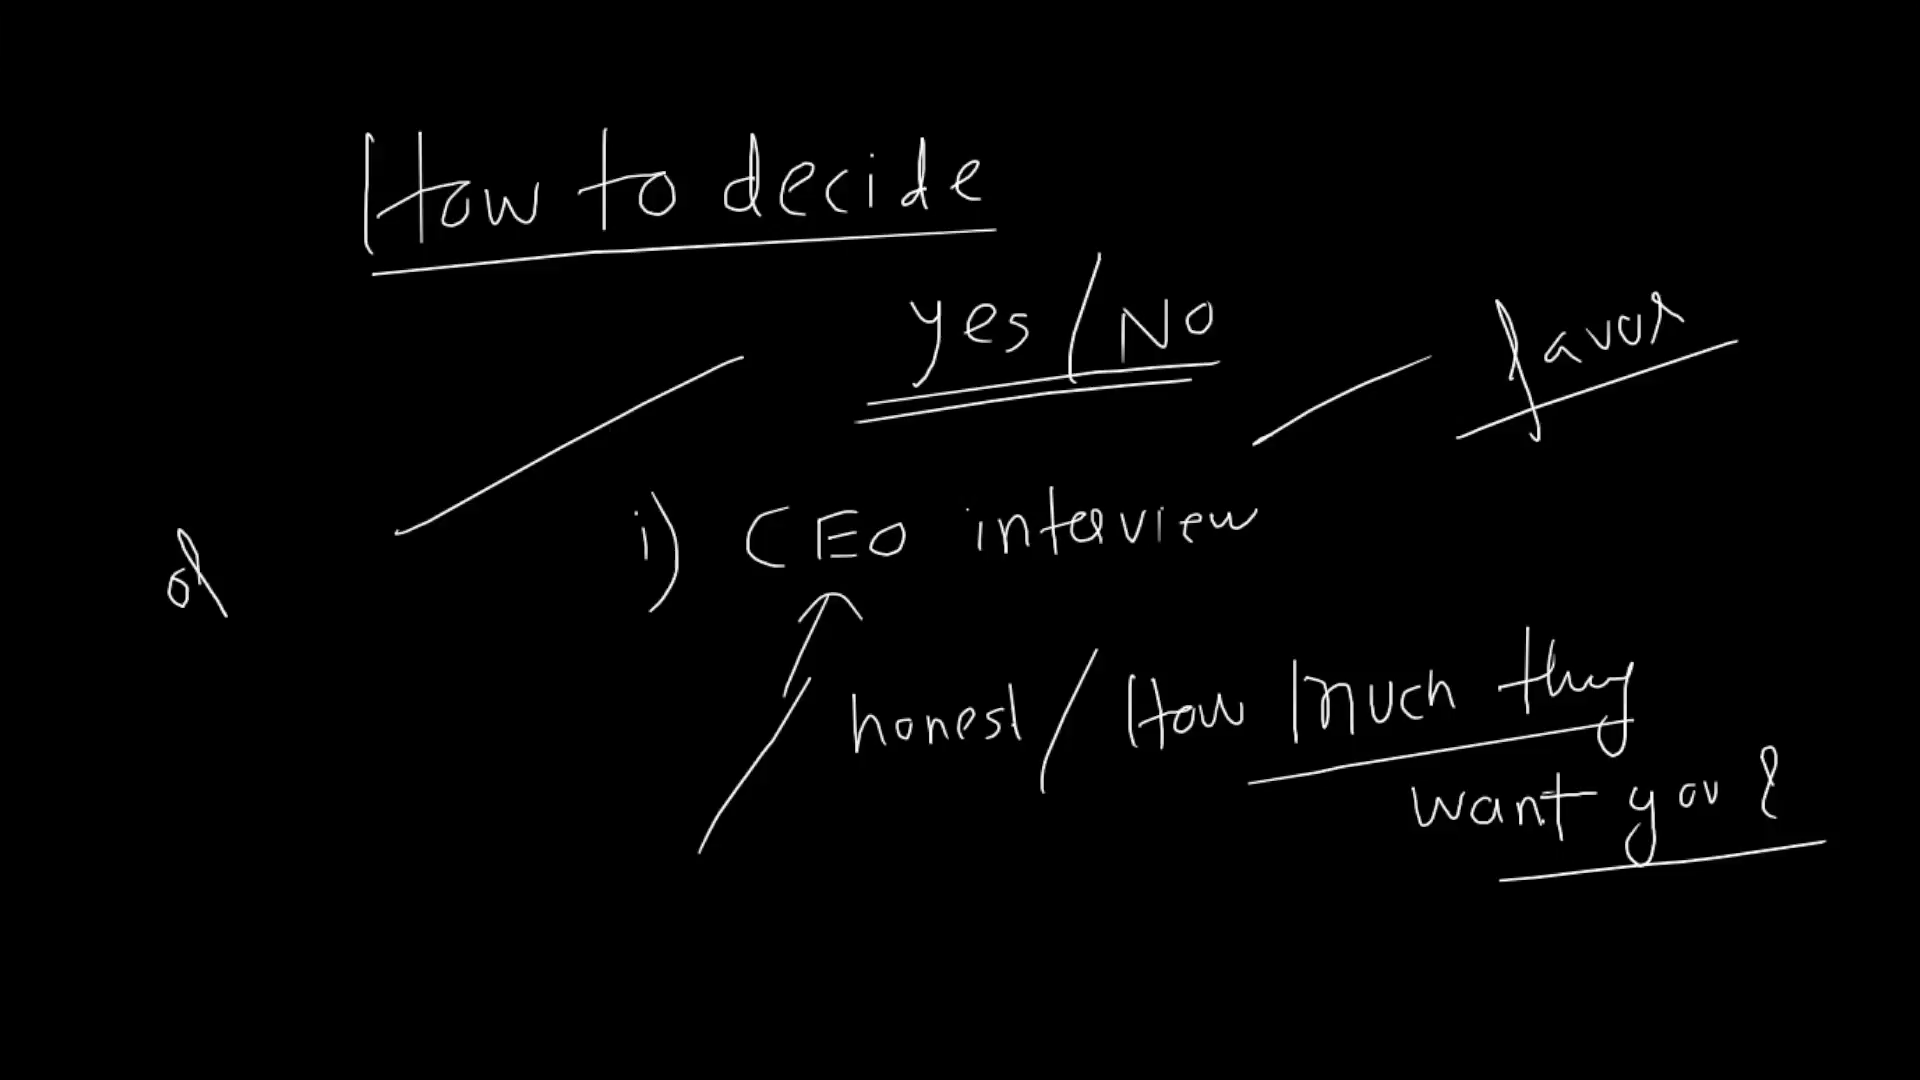 How to decide
yes/No
favor
i) CEO interview
honest/How much they
want you?